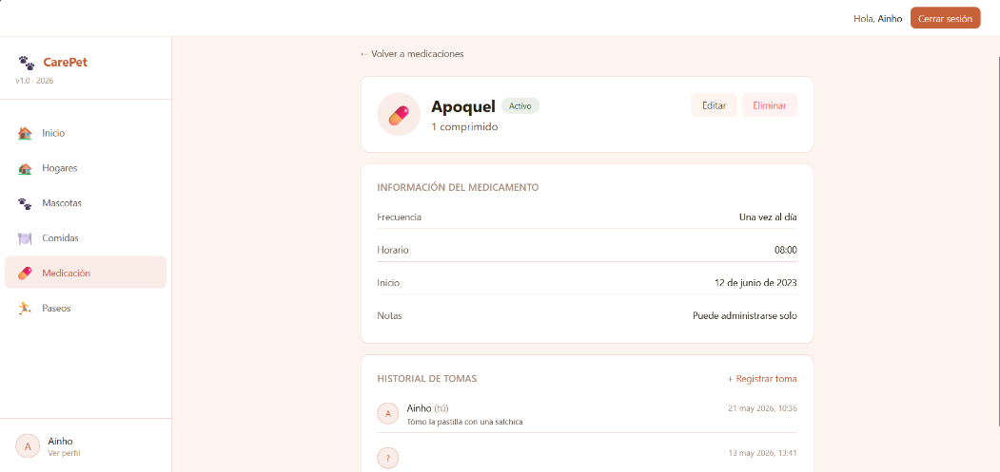 Hola, Ainho
Cerrar sesión
CarePet
v1.0 - 2026
Inicio
Hogares
Mascotas
Comidas
Medicación
Paseos
A
Ainho
Ver perfil
← Volver a medicaciones
Apoquel
Activo
1 comprimido
Editar
Eliminar
INFORMACIÓN DEL MEDICAMENTO
Frecuencia
Una vez al día
Horario
08:00
Inicio
12 de junio de 2023
Notas
Puede administrarse solo
HISTORIAL DE TOMAS
+ Registrar toma
A
Ainho (tú)
21 may 2026, 10:36
Tómo la pastilla con una salchica
?
13 may 2026, 13:41